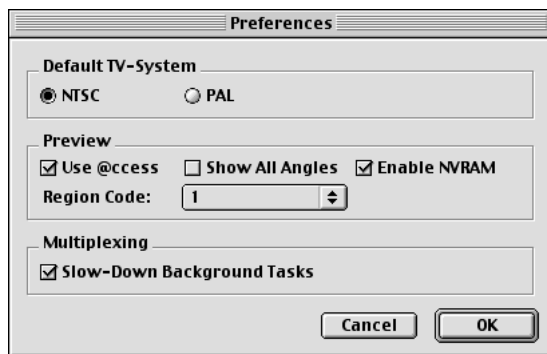 Preferences
Default TV-System
NTSC PAL
Preview
Use @ccess Show All Angles Enable NVRAM
Region Code: 1
Multiplexing
Slow-Down Background Tasks
Cancel OK